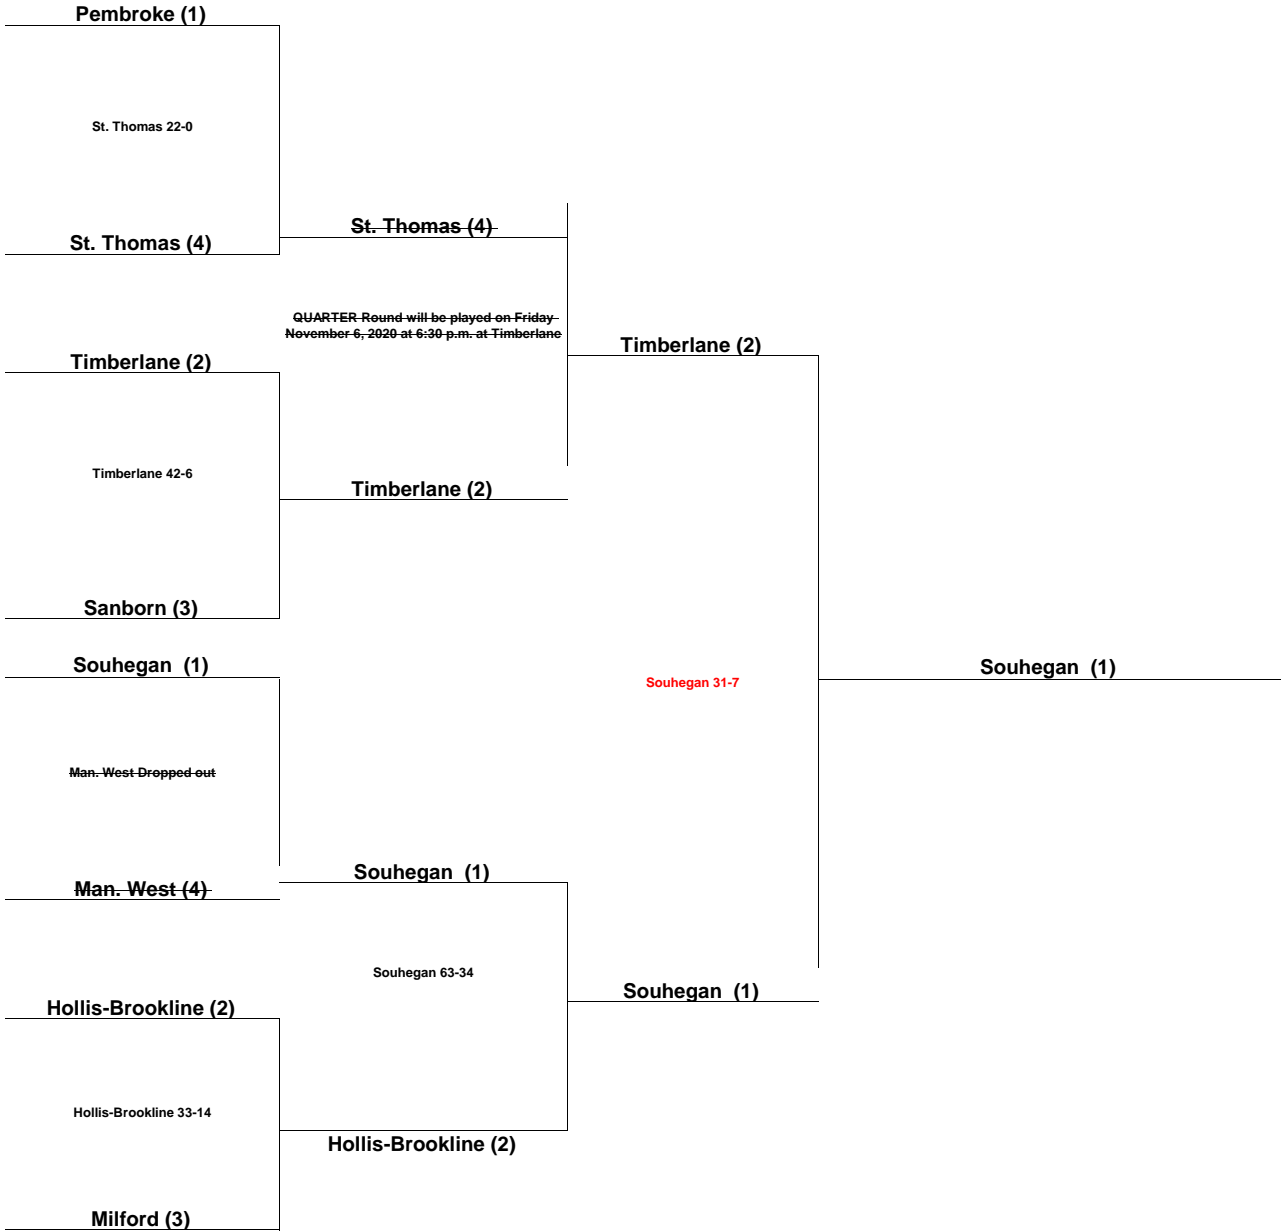 Pembroke (1)
St. Thomas 22-0
St. Thomas (4)
St. Thomas (4)
QUARTER Round will be played on Friday
November 6, 2020 at 6:30 p.m. at Timberlane
Timberlane (2)
Timberlane (2)
Timberlane 42-6
Timberlane (2)
Sanborn (3)
Souhegan (1)
Souhegan 31-7
Souhegan (1)
Man. West Dropped out
Souhegan (1)
Man. West (4)
Souhegan 63-34
Souhegan (1)
Hollis-Brookline (2)
Hollis-Brookline 33-14
Hollis-Brookline (2)
Milford (3)